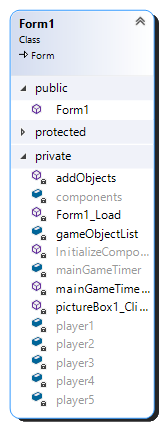 Form1
Class
Form
public
Form1
protected
private
addObjects
components
Form1_Load
gameObjectList
InitializeCompo...
mainGameTimer
mainGameTime...
pictureBox1_Cli...
player1
player2
player3
player4
player5